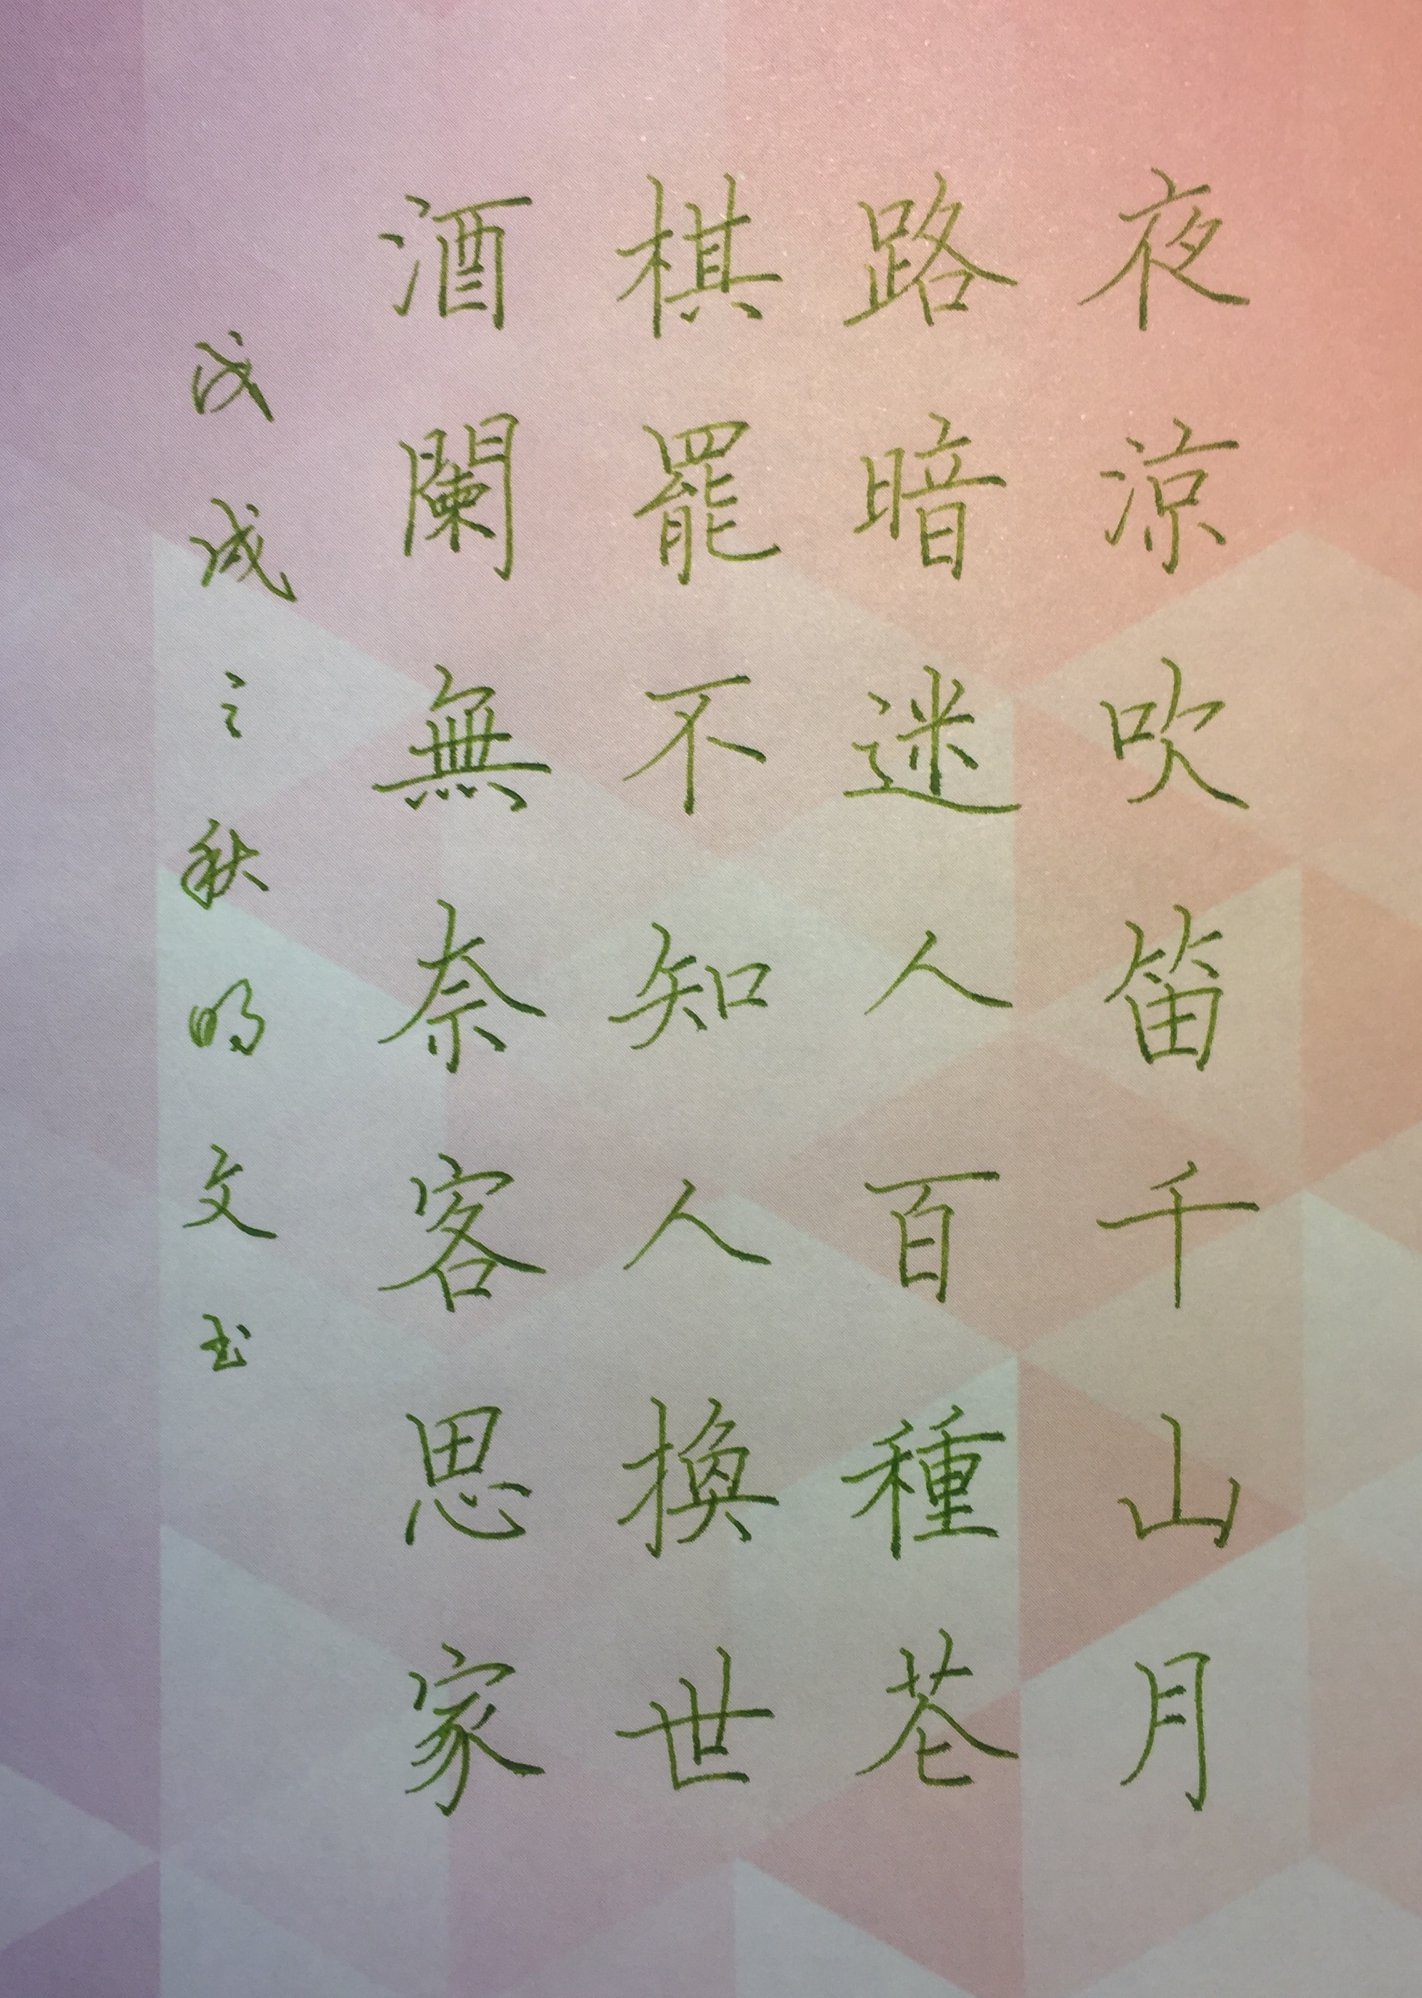 夜涼吹笛千山月
路暗迷人百種花
棋罷不知人換世
酒闌無奈客思家
戊戌之秋明文书